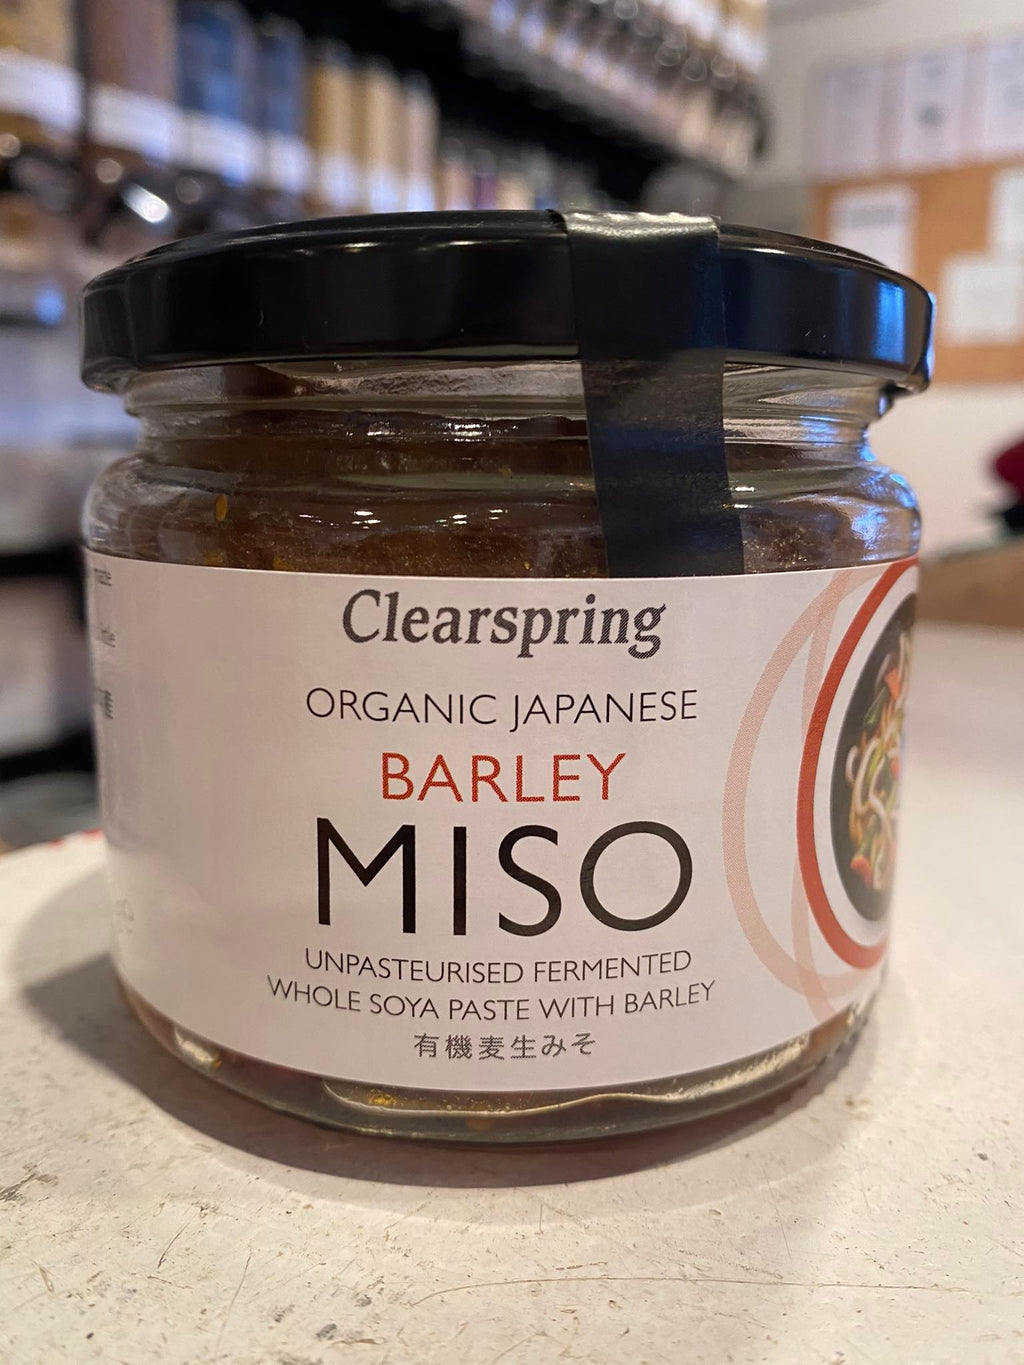 Clearspring
ORGANIC JAPANESE
BARLEY
MISO
UNPASTEURISED FERMENTED
WHOLE SOYA PASTE WITH BARLEY
有機麦生みそ